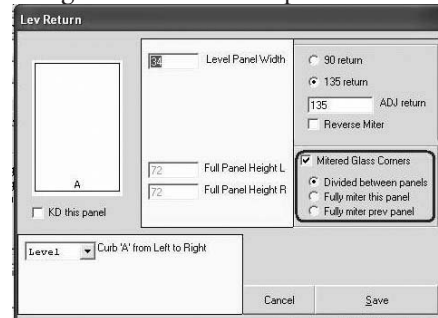 Lev Return
34 Level Panel Width
90 return
135 return
135 ADJ return
Reverse Miter
72 Full Panel Height L
72 Full Panel Height R
Mitered Glass Corners
Divided between panels
Fully miter this panel
Fully miter prev panel
A
KD this panel
Level Curb 'A' from Left to Right
Cancel Save